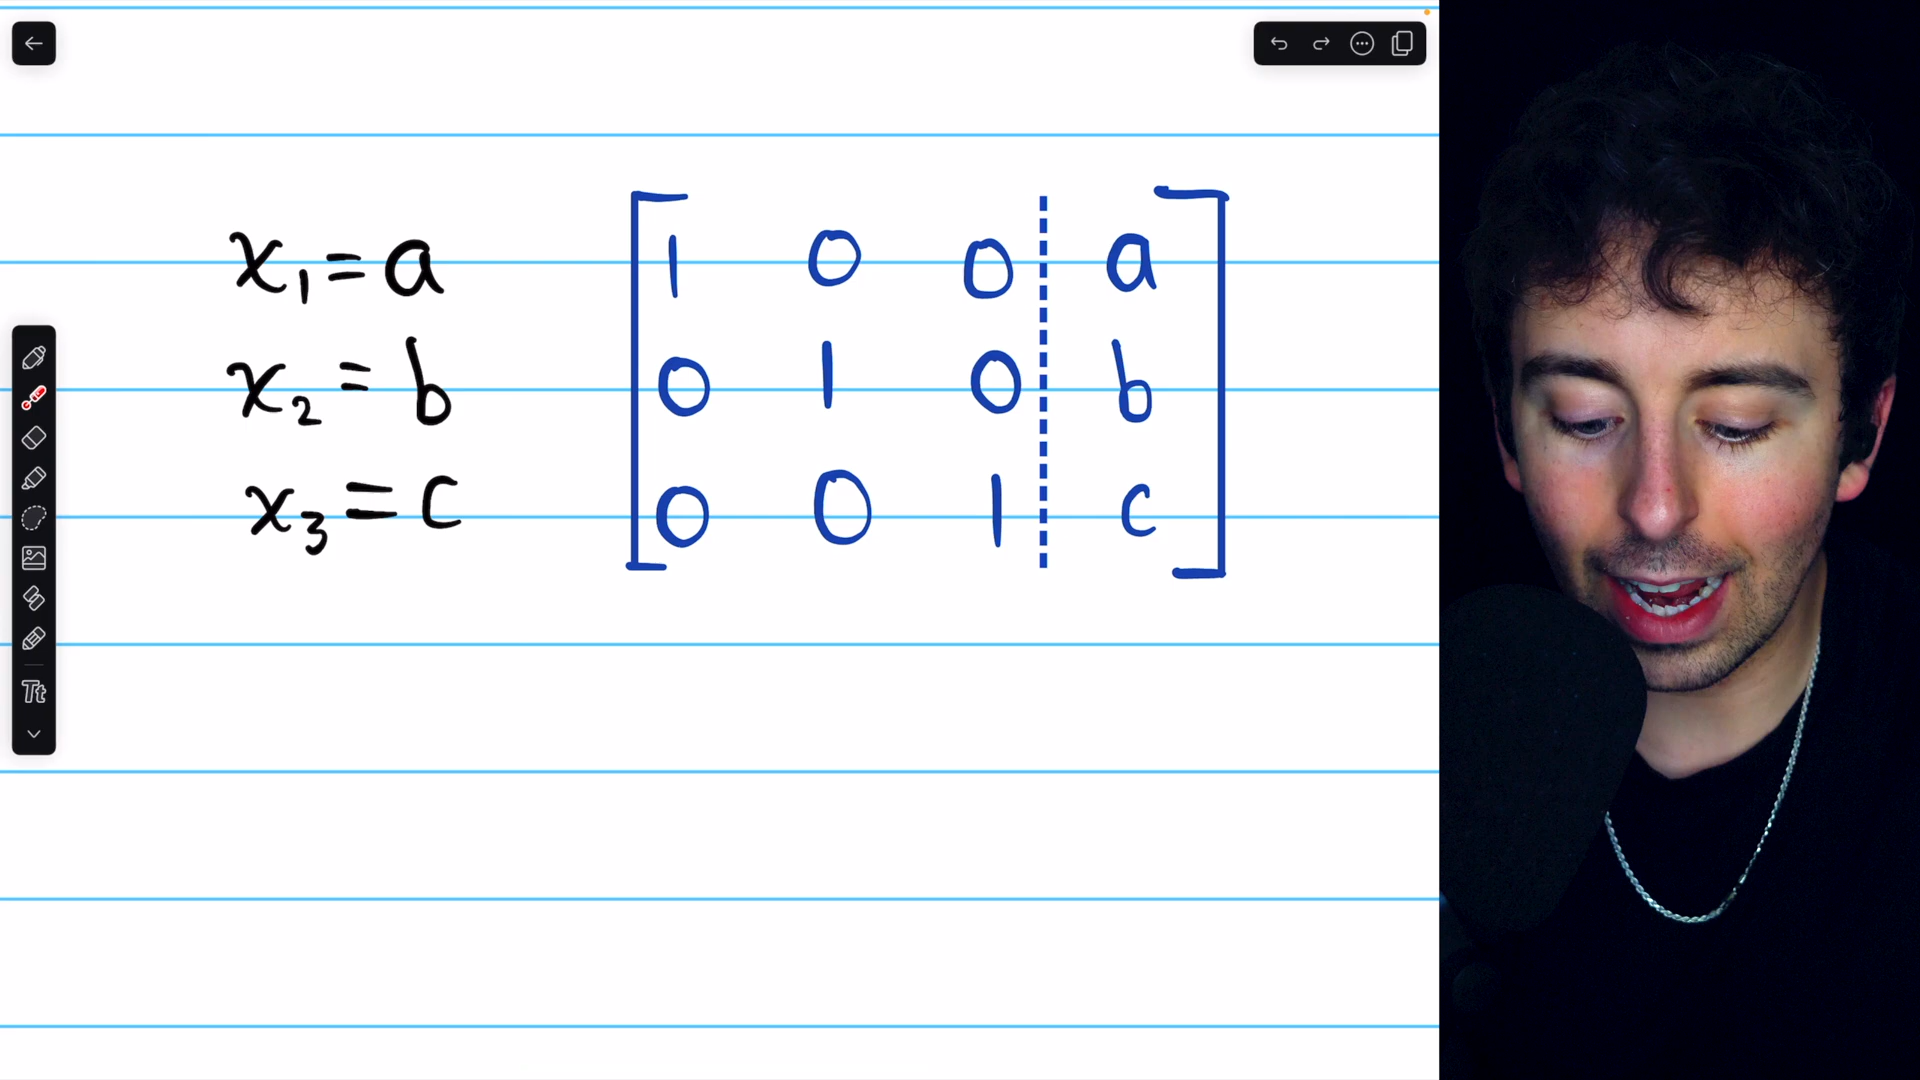 x₁ = a
x₂ = b
x₃ = c
1 0 0 a
0 1 0 b
0 0 1 c
Tt